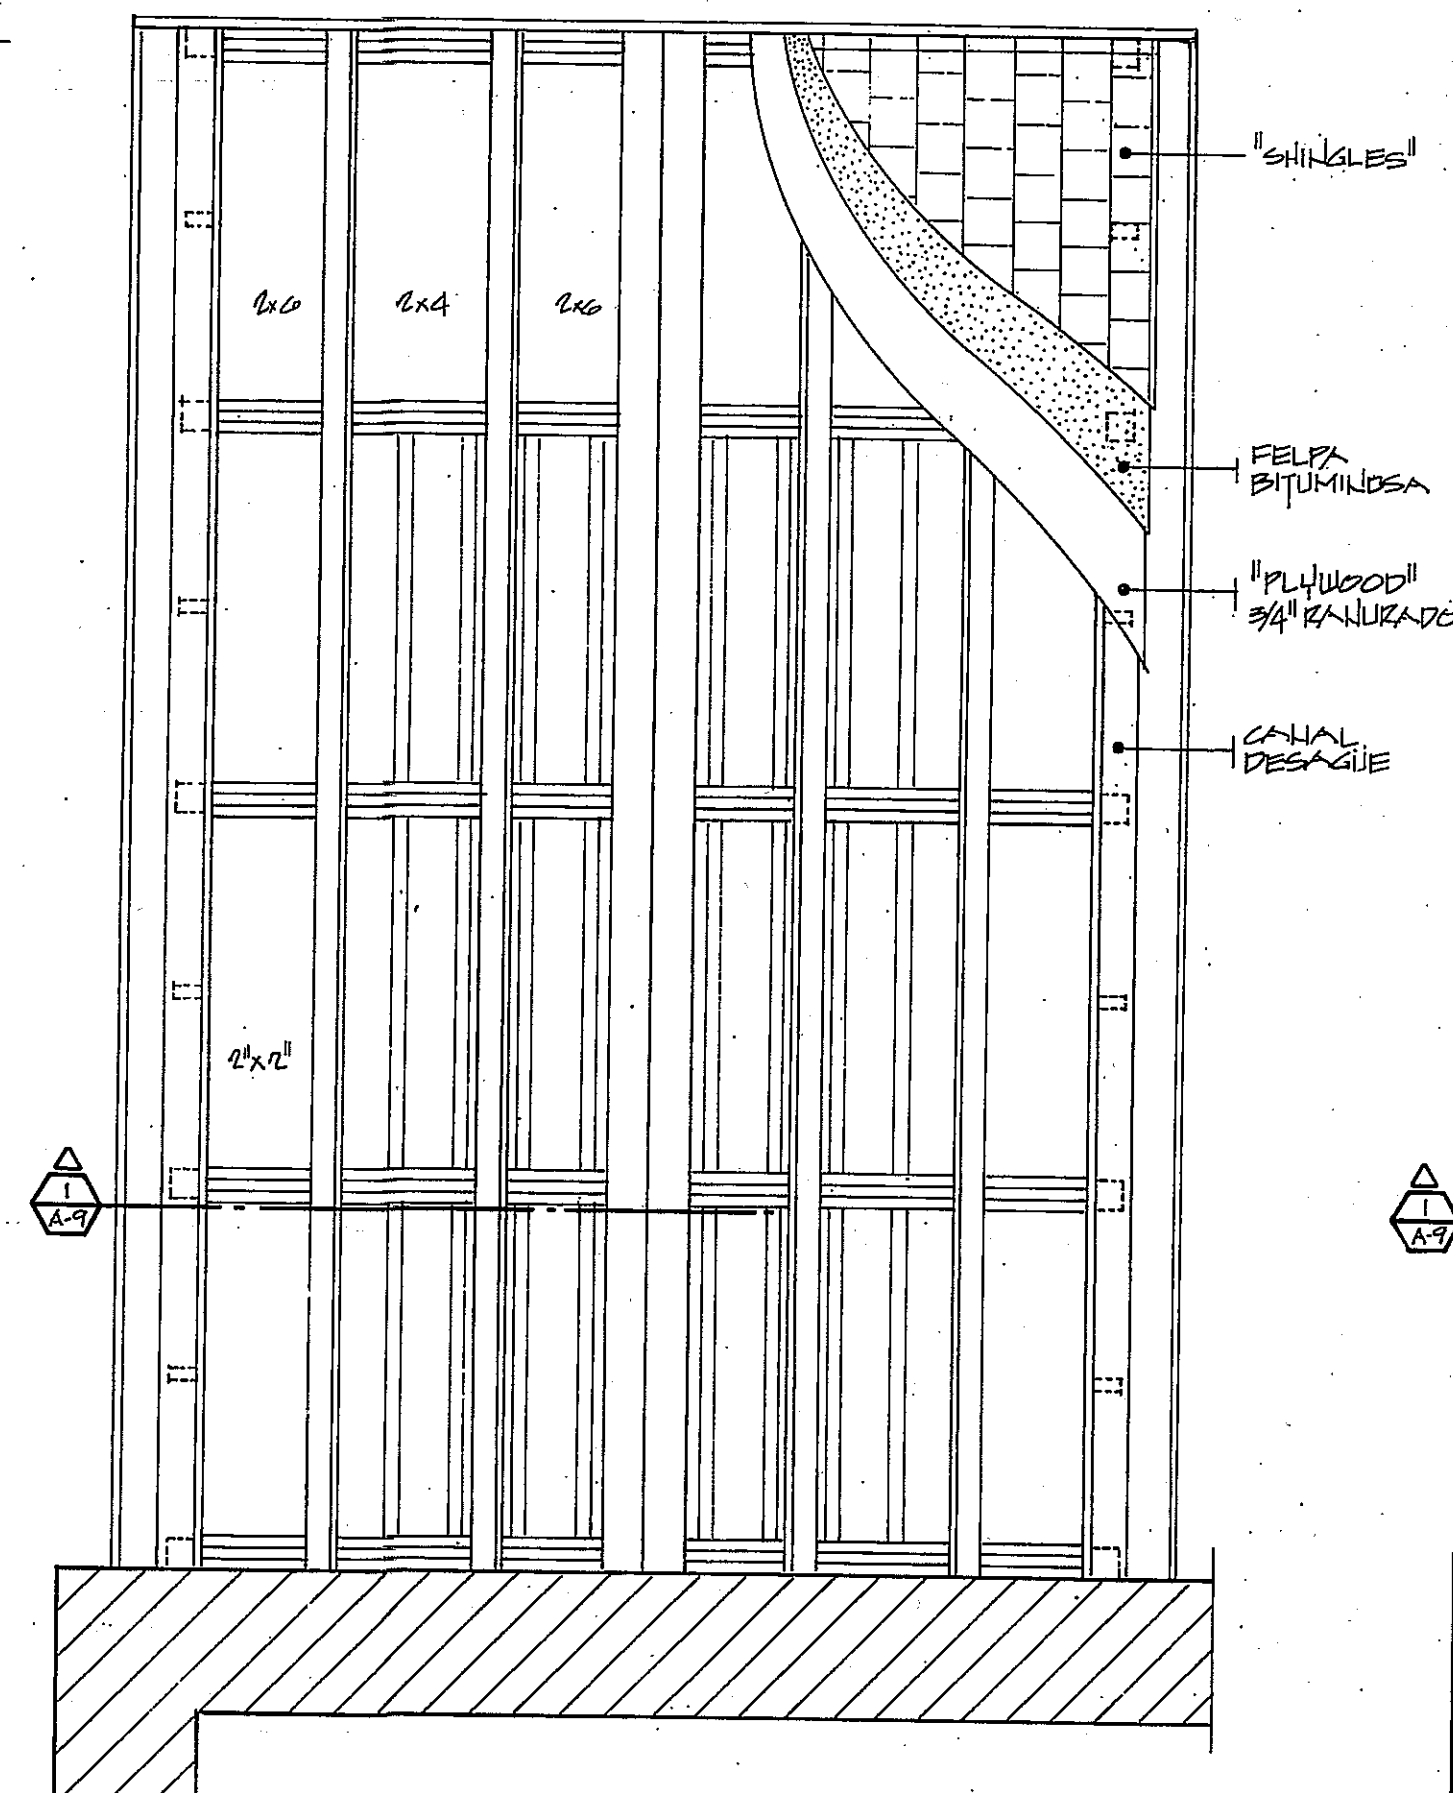 "SHINGLES"
2x6
2x4
2x6
FELPA
BITUMINOSA
"PLYWOOD"
3/4" RANURADO
CANAL
DESAGÜE
2"x2"
1
A-9
1
A-9